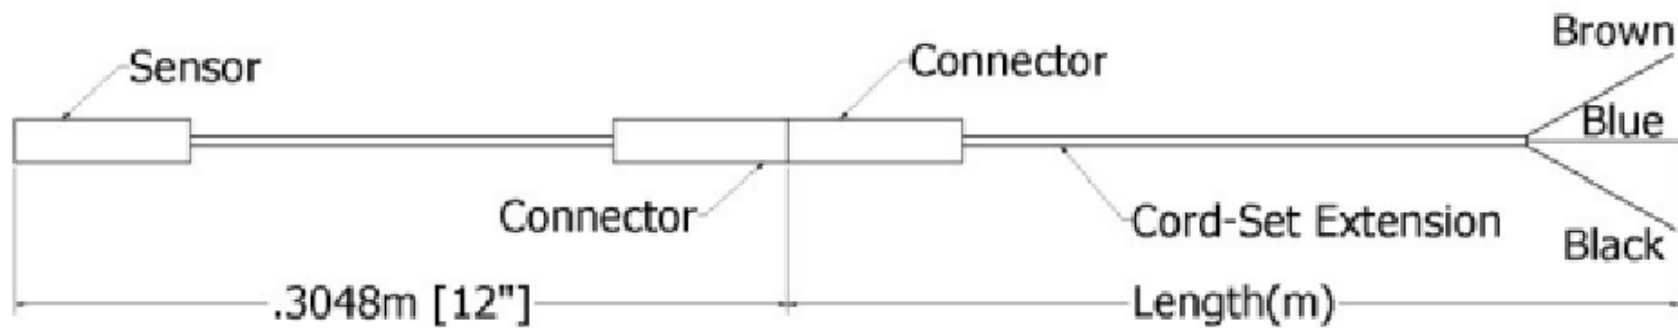 Brown
Sensor
Connector
Blue
Connector
Cord-Set Extension
Black
.3048m [12"]
Length(m)